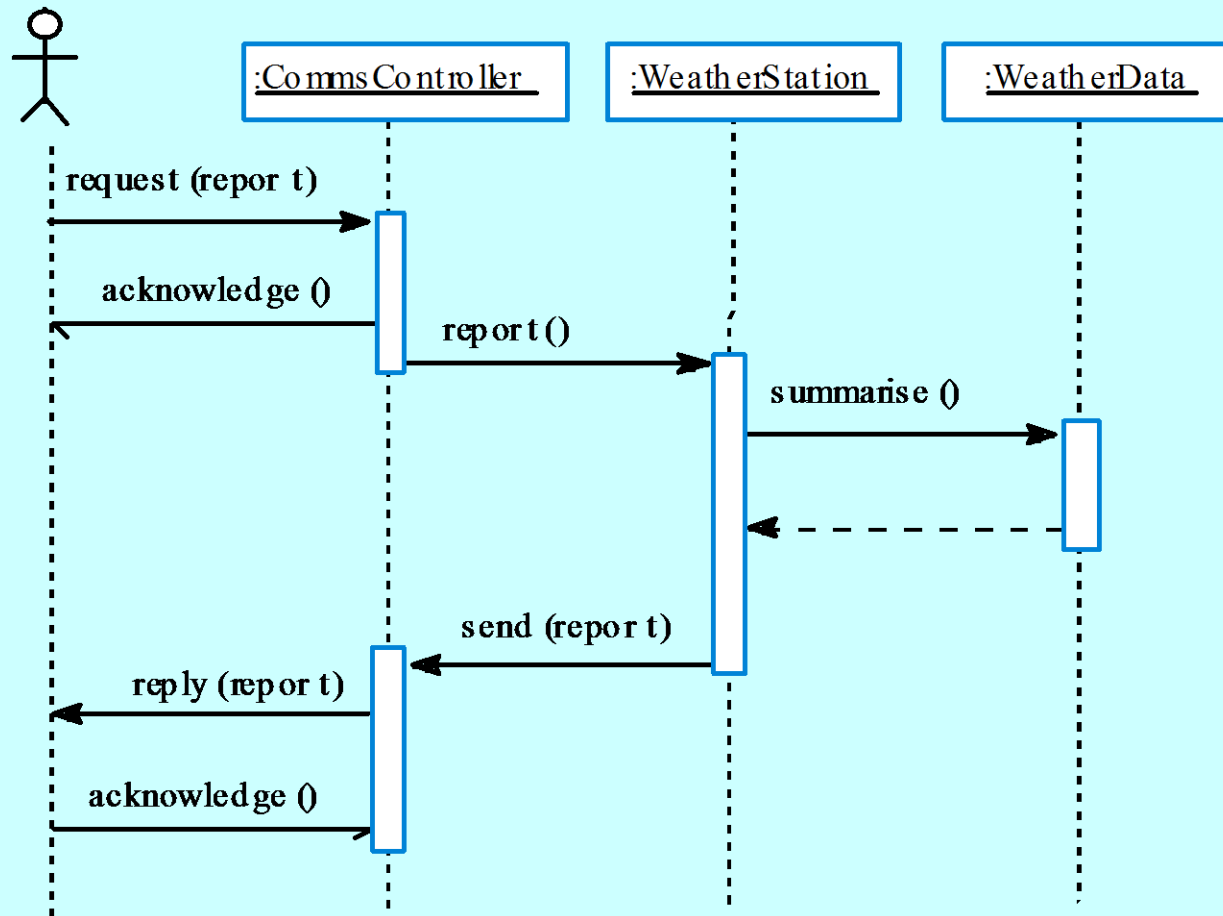 :CommsController
:WeatherStation
:WeatherData
request (report)
acknowledge ()
report ()
summarise ()
send (report)
reply (report)
acknowledge ()